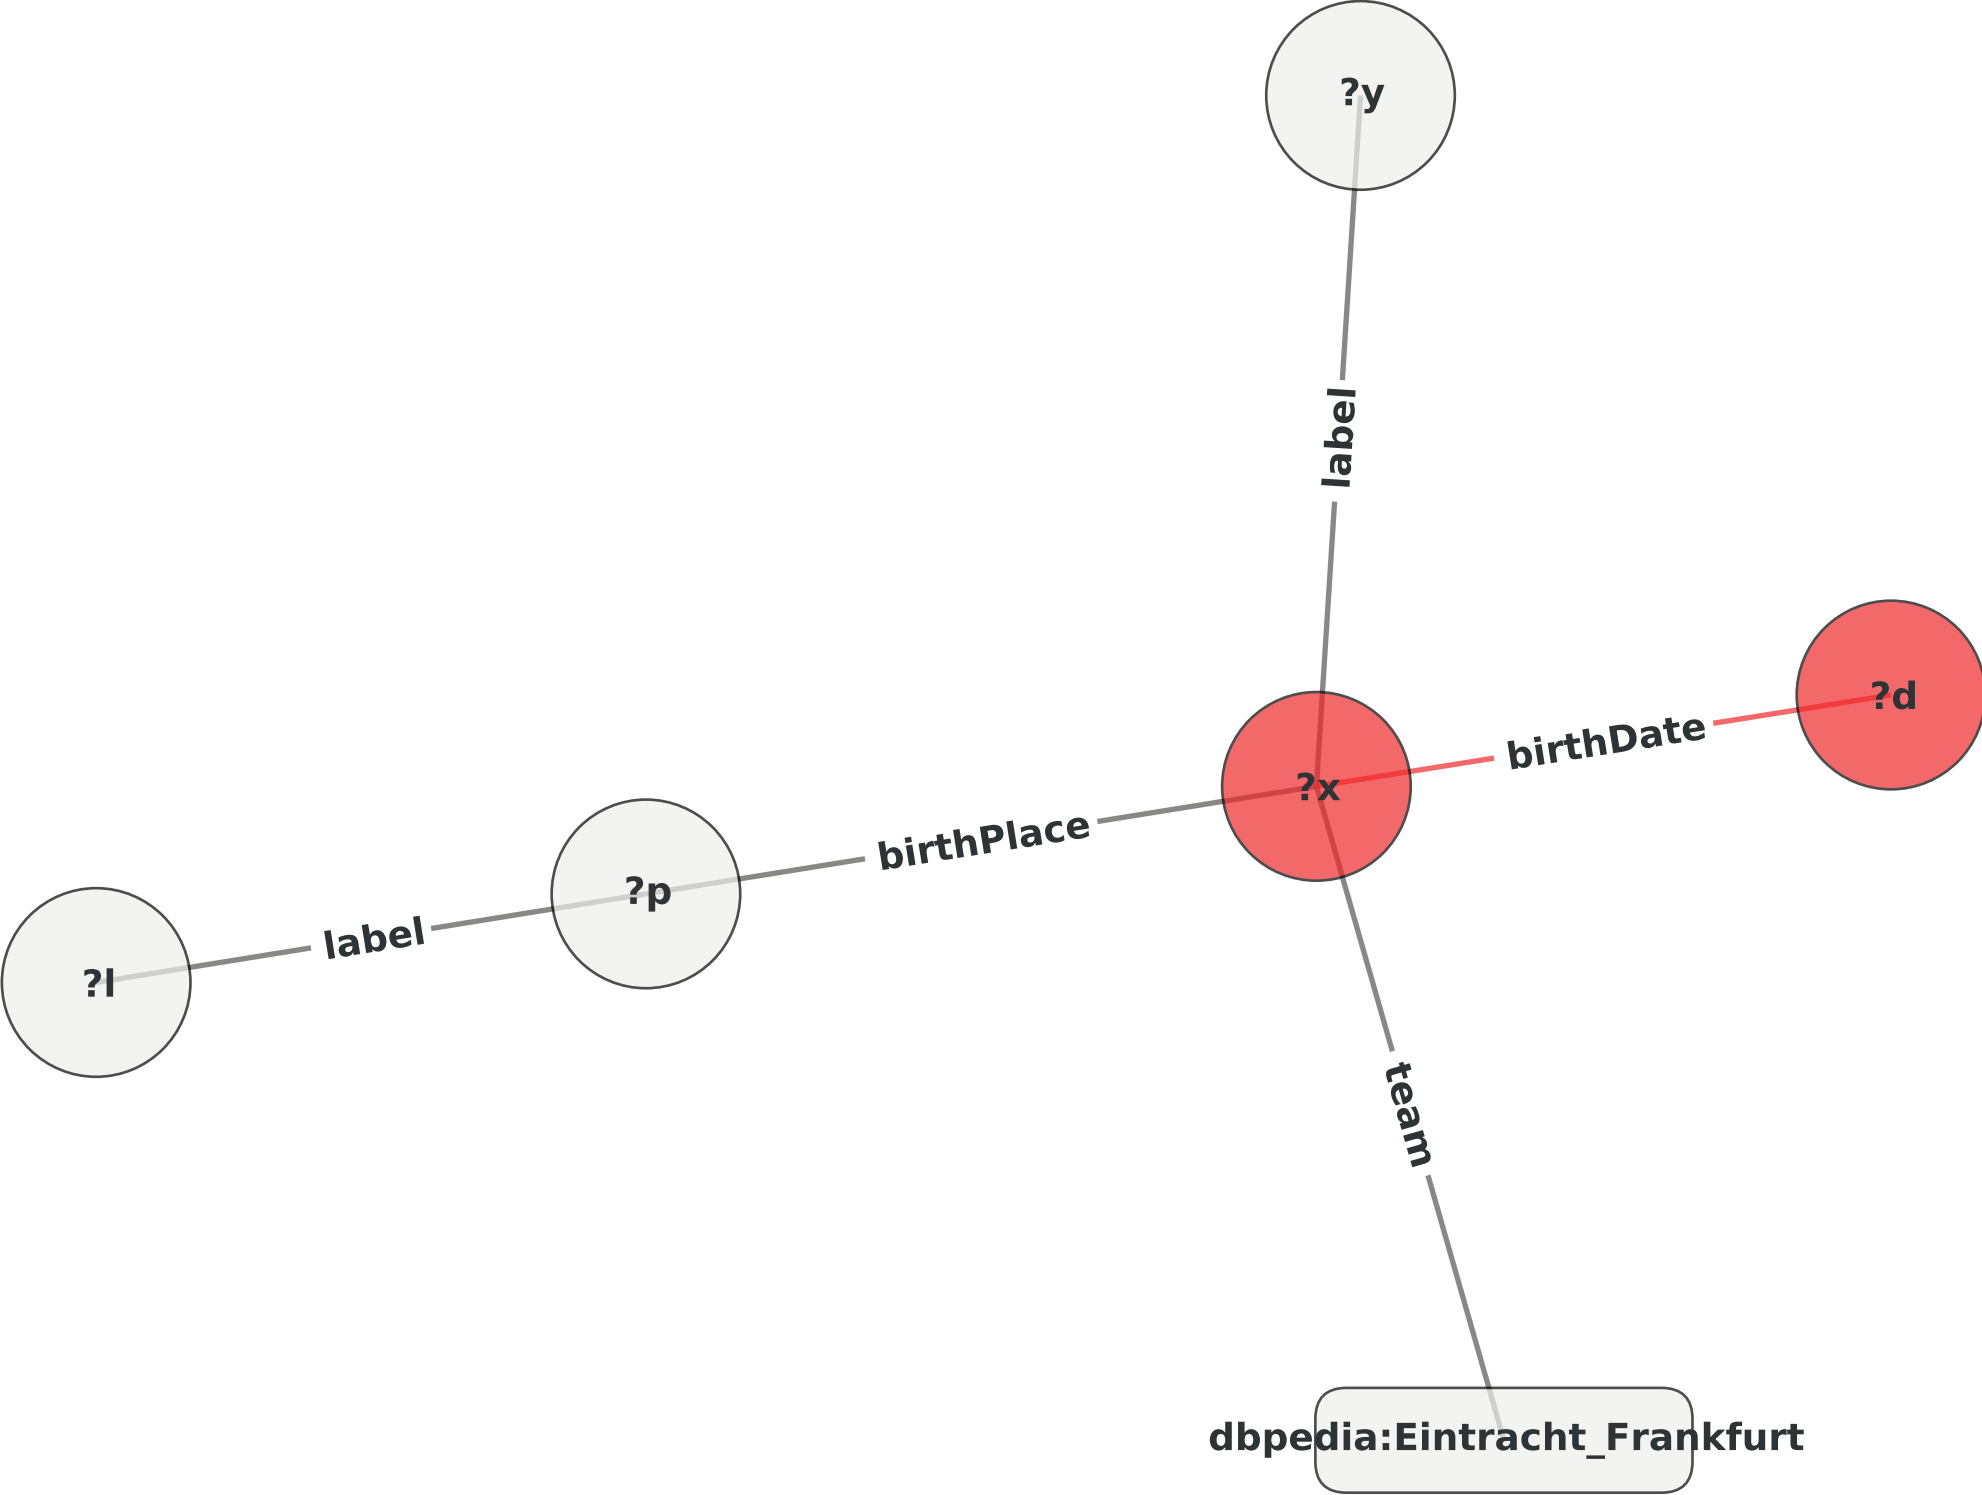 ?y
label
?d
birthDate
?x
birthPlace
?p
label
?l
team
dbpedia:Eintracht_Frankfurt